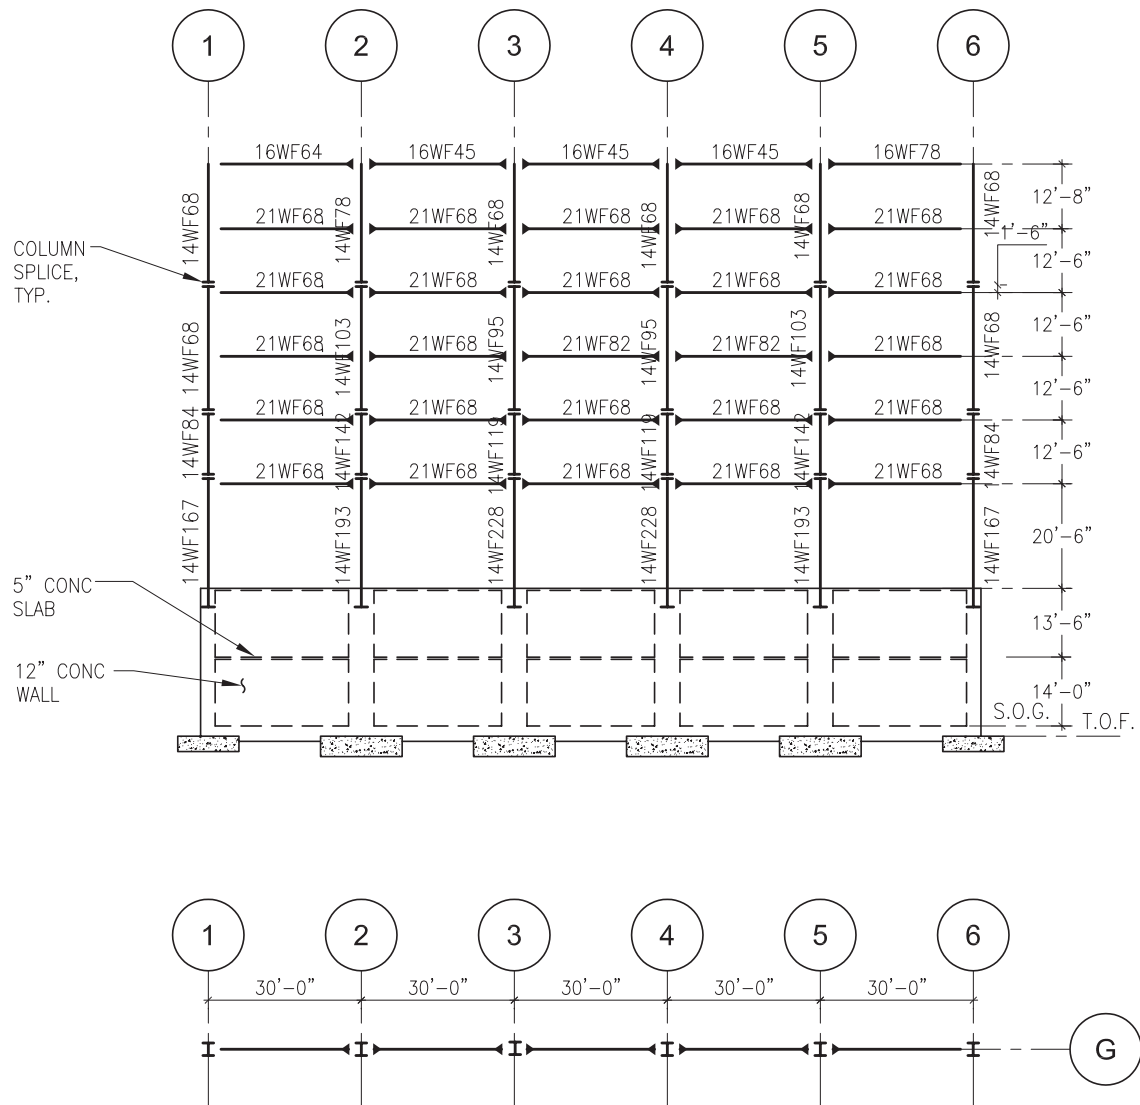 1 2 3 4 5 6
16WF64 16WF45 16WF45 16WF45 16WF78
14WF68 14WF78 14WF68 14WF68 14WF68 14WF68
12'-8"
21WF68 21WF68 21WF68 21WF68 21WF68
1'-6"
12'-6"
COLUMN
SPLICE,
TYP.
21WF68 21WF68 21WF68 21WF68 21WF68
12'-6"
14WF68 14WF103 14WF95 14WF95 14WF103 14WF68
21WF68 21WF68 21WF82 21WF82 21WF68
12'-6"
21WF68 21WF68 21WF68 21WF68 21WF68
14WF84 14WF142 14WF119 14WF119 14WF142 14WF84
12'-6"
21WF68 21WF68 21WF68 21WF68 21WF68
14WF167 14WF193 14WF228 14WF228 14WF193 14WF167
20'-6"
5" CONC
SLAB
13'-6"
12" CONC
WALL
14'-0"
S.O.G.
T.O.F.
1 2 3 4 5 6
30'-0" 30'-0" 30'-0" 30'-0" 30'-0"
G